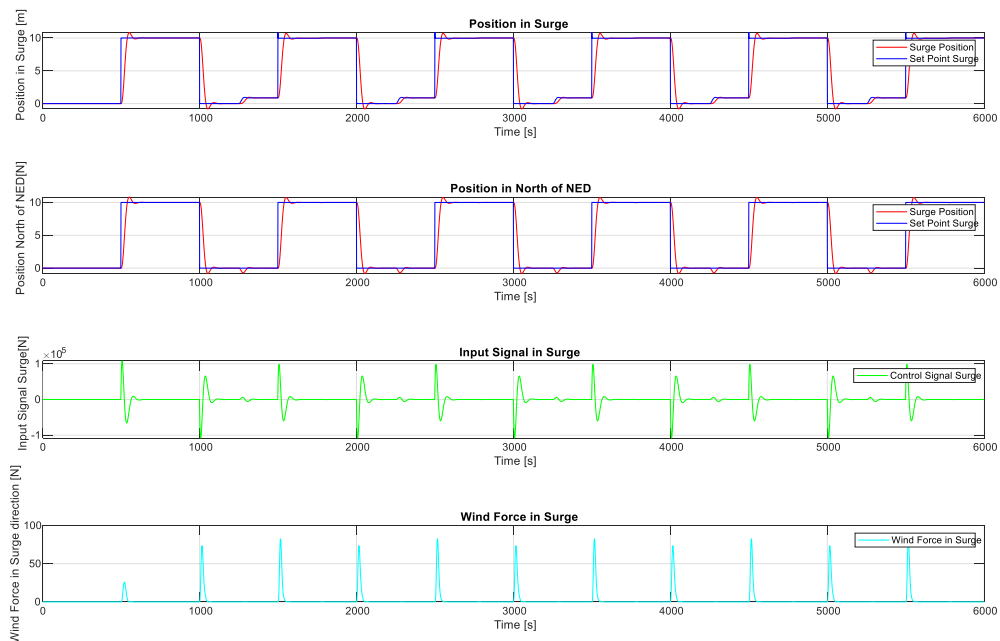 Position in Surge
Position in Surge [m]
10
5
0
Surge Position
Set Point Surge
0 1000 2000 3000 4000 5000 6000
Time [s]
Position in North of NED
Position North of NED[N]
10
5
0
Surge Position
Set Point Surge
0 1000 2000 3000 4000 5000 6000
Time [s]
Input Signal in Surge
×10^5
Input Signal Surge[N]
1
0
-1
Control Signal Surge
0 1000 2000 3000 4000 5000 6000
Time [s]
Wind Force in Surge
Wind Force in Surge direction [N]
100
50
0
Wind Force in Surge
0 1000 2000 3000 4000 5000 6000
Time [s]